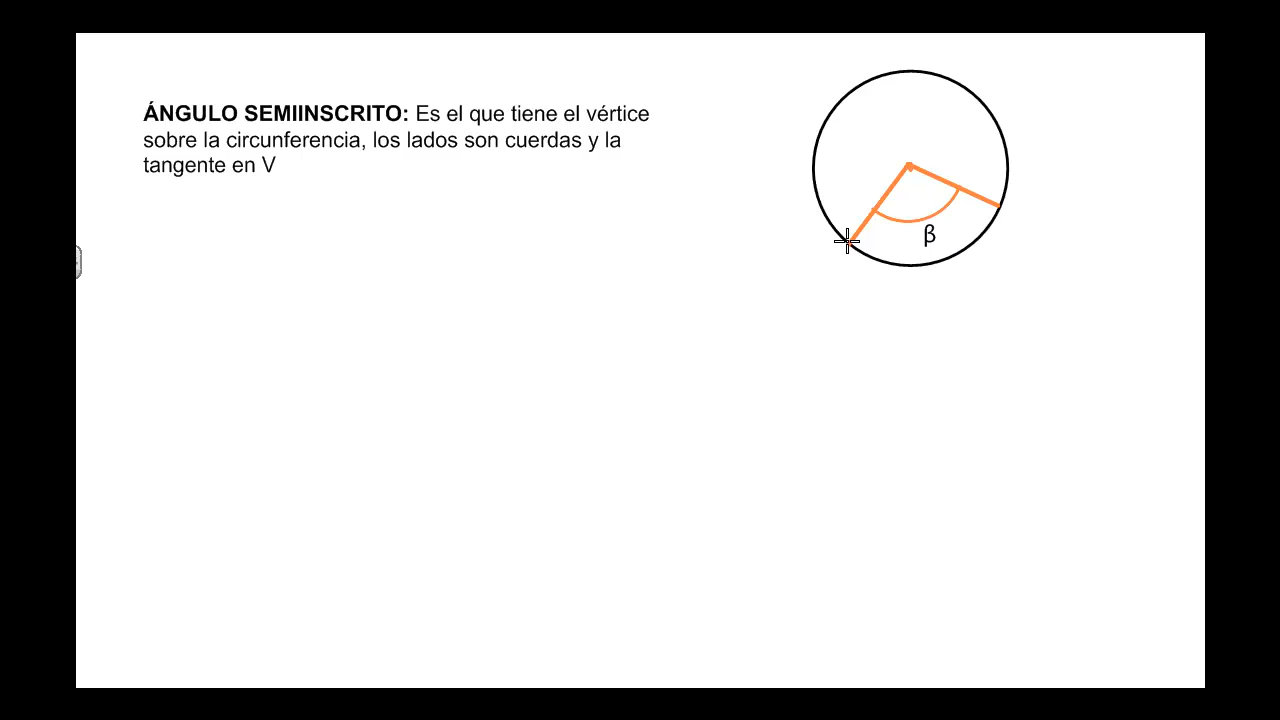 ÁNGULO SEMIINSCRITO: Es el que tiene el vértice
sobre la circunferencia, los lados son cuerdas y la
tangente en V
β